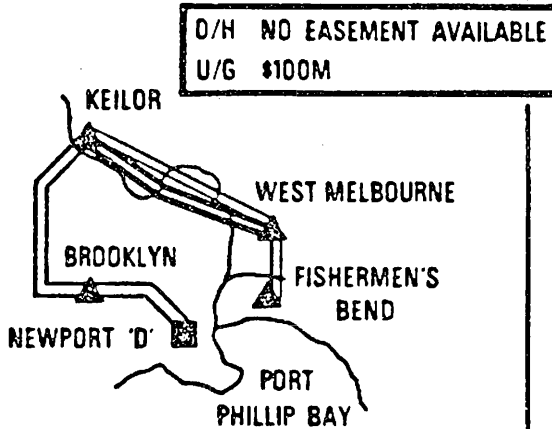 O/H NO EASEMENT AVAILABLE
U/G $100M
KEILOR
WEST MELBOURNE
BROOKLYN
FISHERMEN'S
BEND
NEWPORT 'D'
PORT
PHILLIP BAY